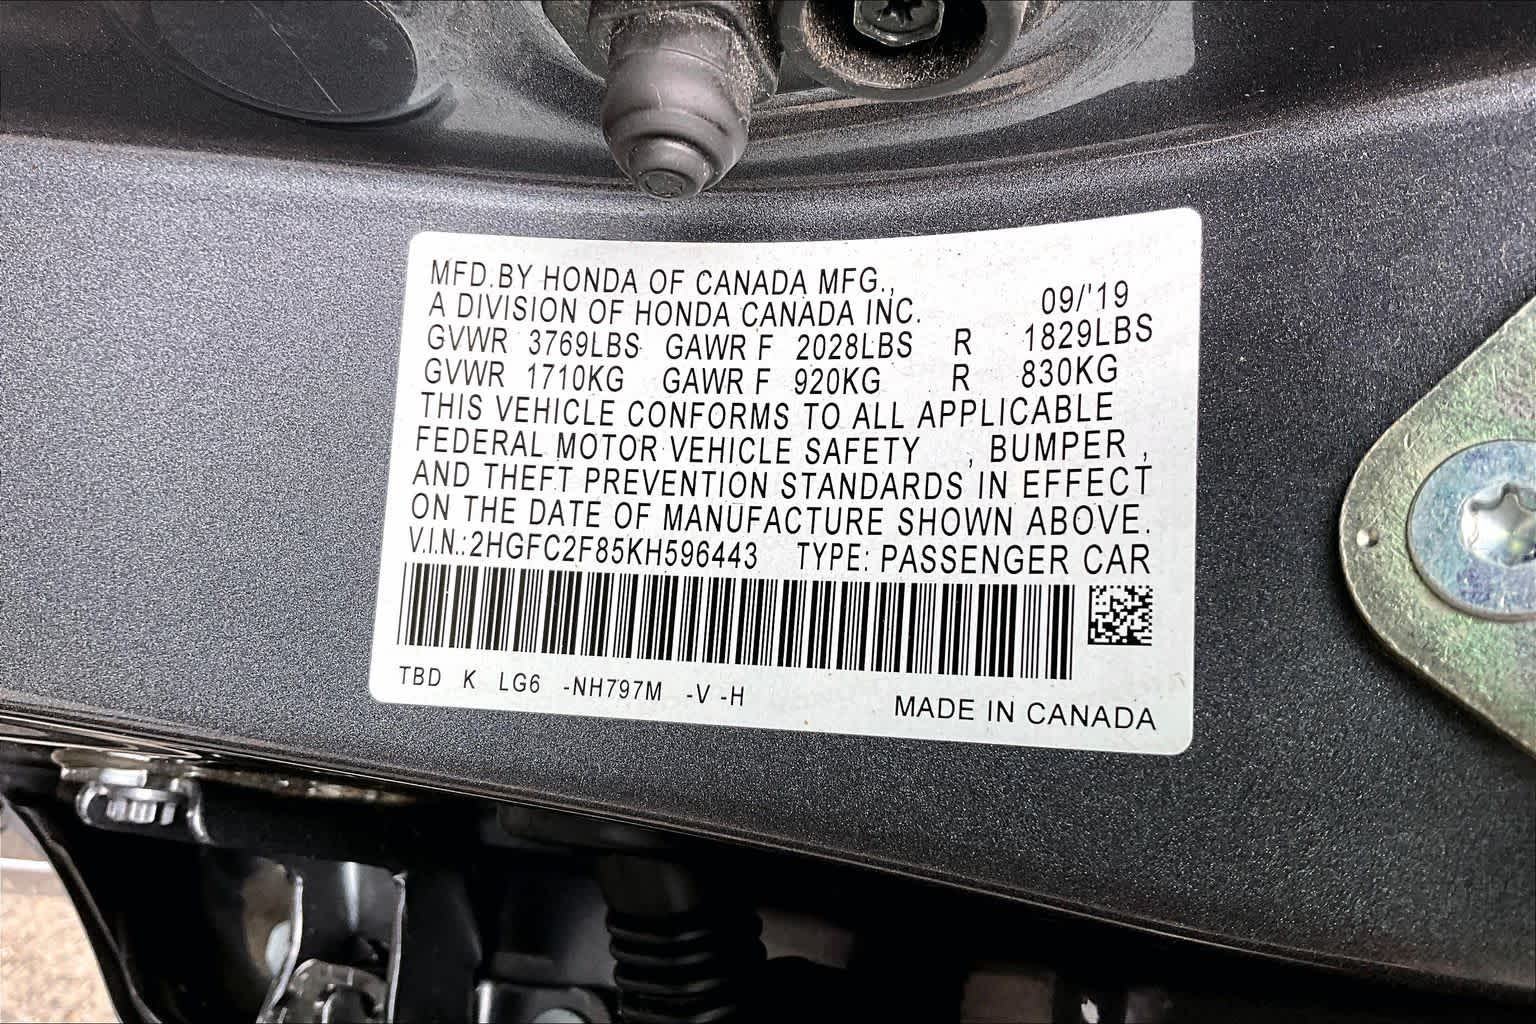 MFD.BY HONDA OF CANADA MFG.,
A DIVISION OF HONDA CANADA INC. 09/'19
GVWR 3769LBS GAWR F 2028LBS R 1829LBS
GVWR 1710KG GAWR F 920KG R 830KG
THIS VEHICLE CONFORMS TO ALL APPLICABLE
FEDERAL MOTOR VEHICLE SAFETY , BUMPER ,
AND THEFT PREVENTION STANDARDS IN EFFECT
ON THE DATE OF MANUFACTURE SHOWN ABOVE.
V.I.N.:2HGFC2F85KH596443 TYPE: PASSENGER CAR
TBD K LG6 -NH797M -V -H
MADE IN CANADA